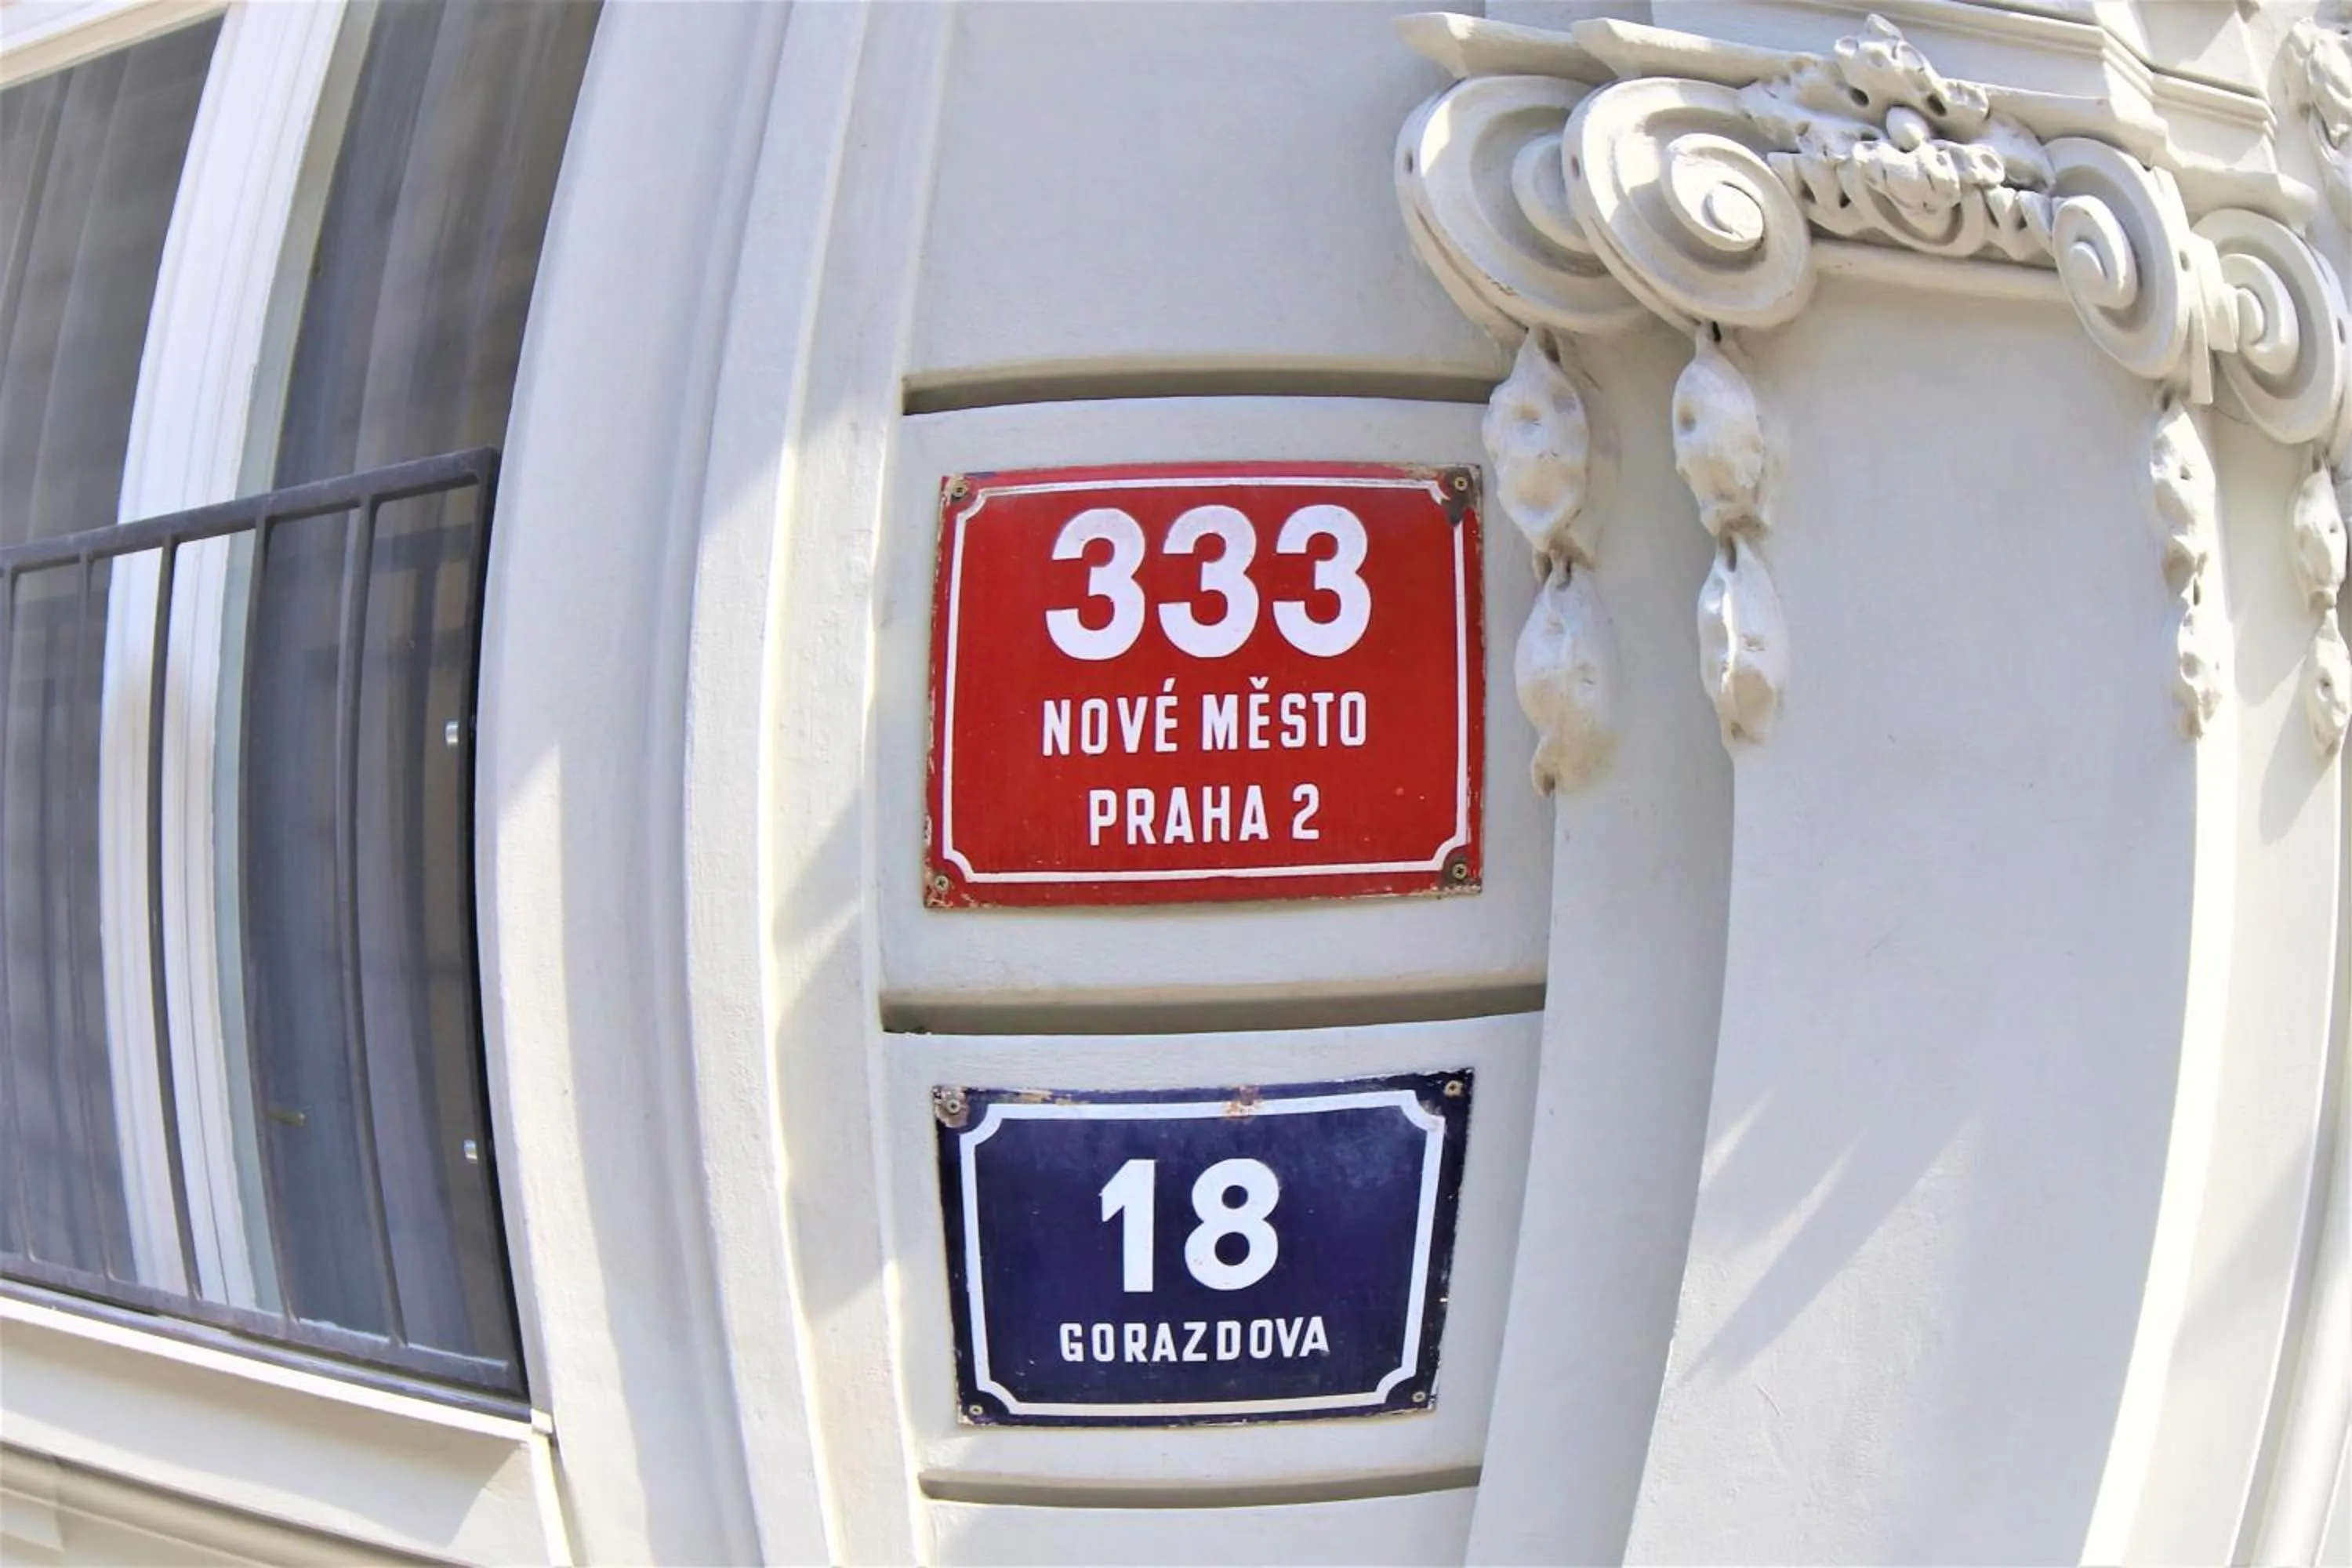 333
NOVÉ MĚSTO
PRAHA 2
18
GORAZDOVA